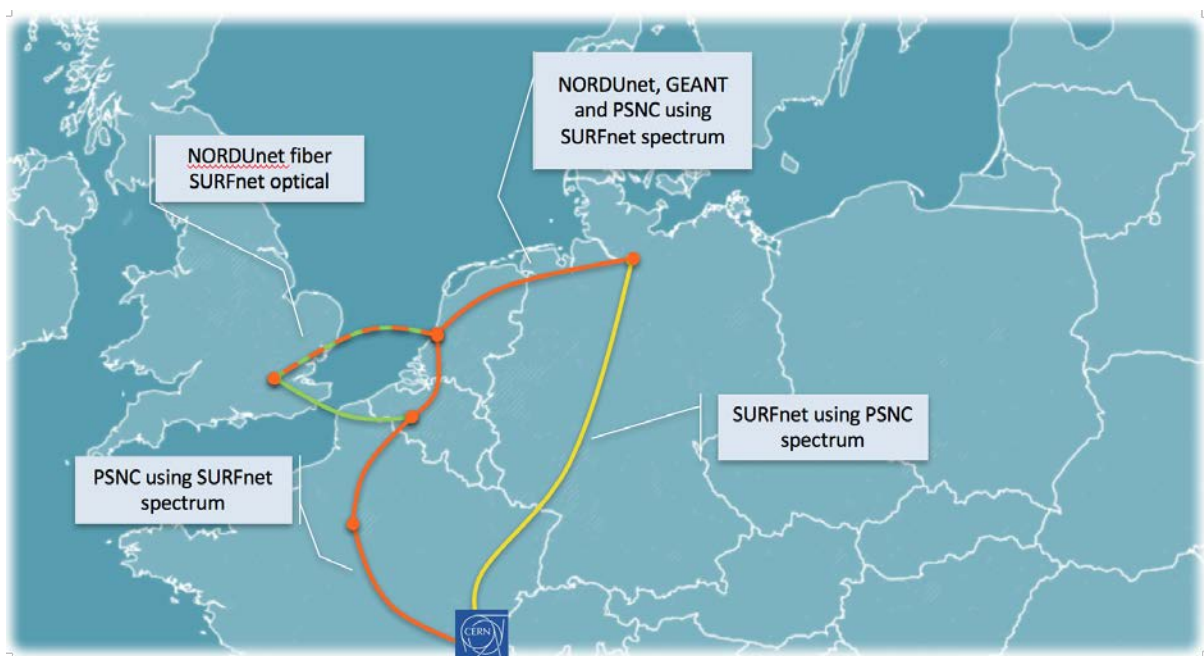 NORDUnet, GEANT
and PSNC using
SURFnet spectrum
NORDUnet fiber
SURFnet optical
SURFnet using PSNC
spectrum
PSNC using SURFnet
spectrum
CERN